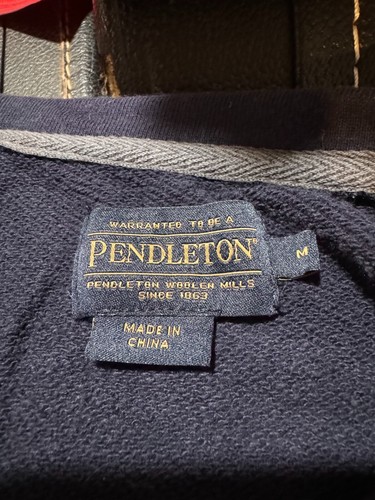 WARRANTED TO BE A
PENDLETON®
M
PENDLETON WOOLEN MILLS
SINCE 1863
MADE IN
CHINA